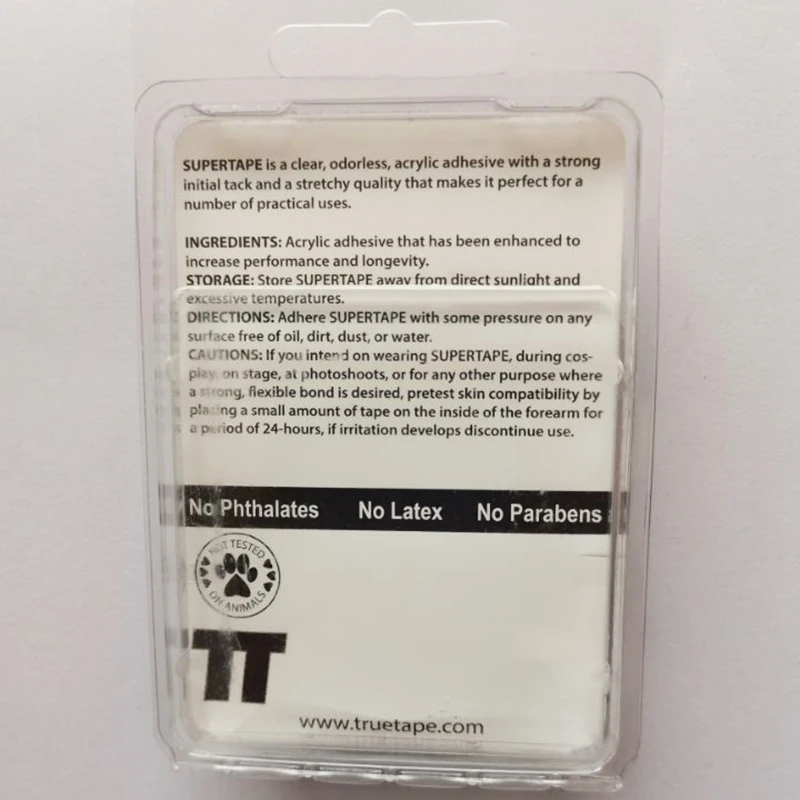 SUPERTAPE is a clear, odorless, acrylic adhesive with a strong
initial tack and a stretchy quality that makes it perfect for a
number of practical uses.
INGREDIENTS: Acrylic adhesive that has been enhanced to
increase performance and longevity.
STORAGE: Store SUPERTAPE away from direct sunlight and
excessive temperatures.
DIRECTIONS: Adhere SUPERTAPE with some pressure on any
surface free of oil, dirt, dust, or water.
CAUTIONS: If you intend on wearing SUPERTAPE, during cos-
play, on stage, at photoshoots, or for any other purpose where
a strong, flexible bond is desired, pretest skin compatibility by
placing a small amount of tape on the inside of the forearm for
a period of 24-hours, if irritation develops discontinue use.
No Phthalates No Latex No Parabens
NOT TESTED
ON ANIMALS
TT
www.truetape.com